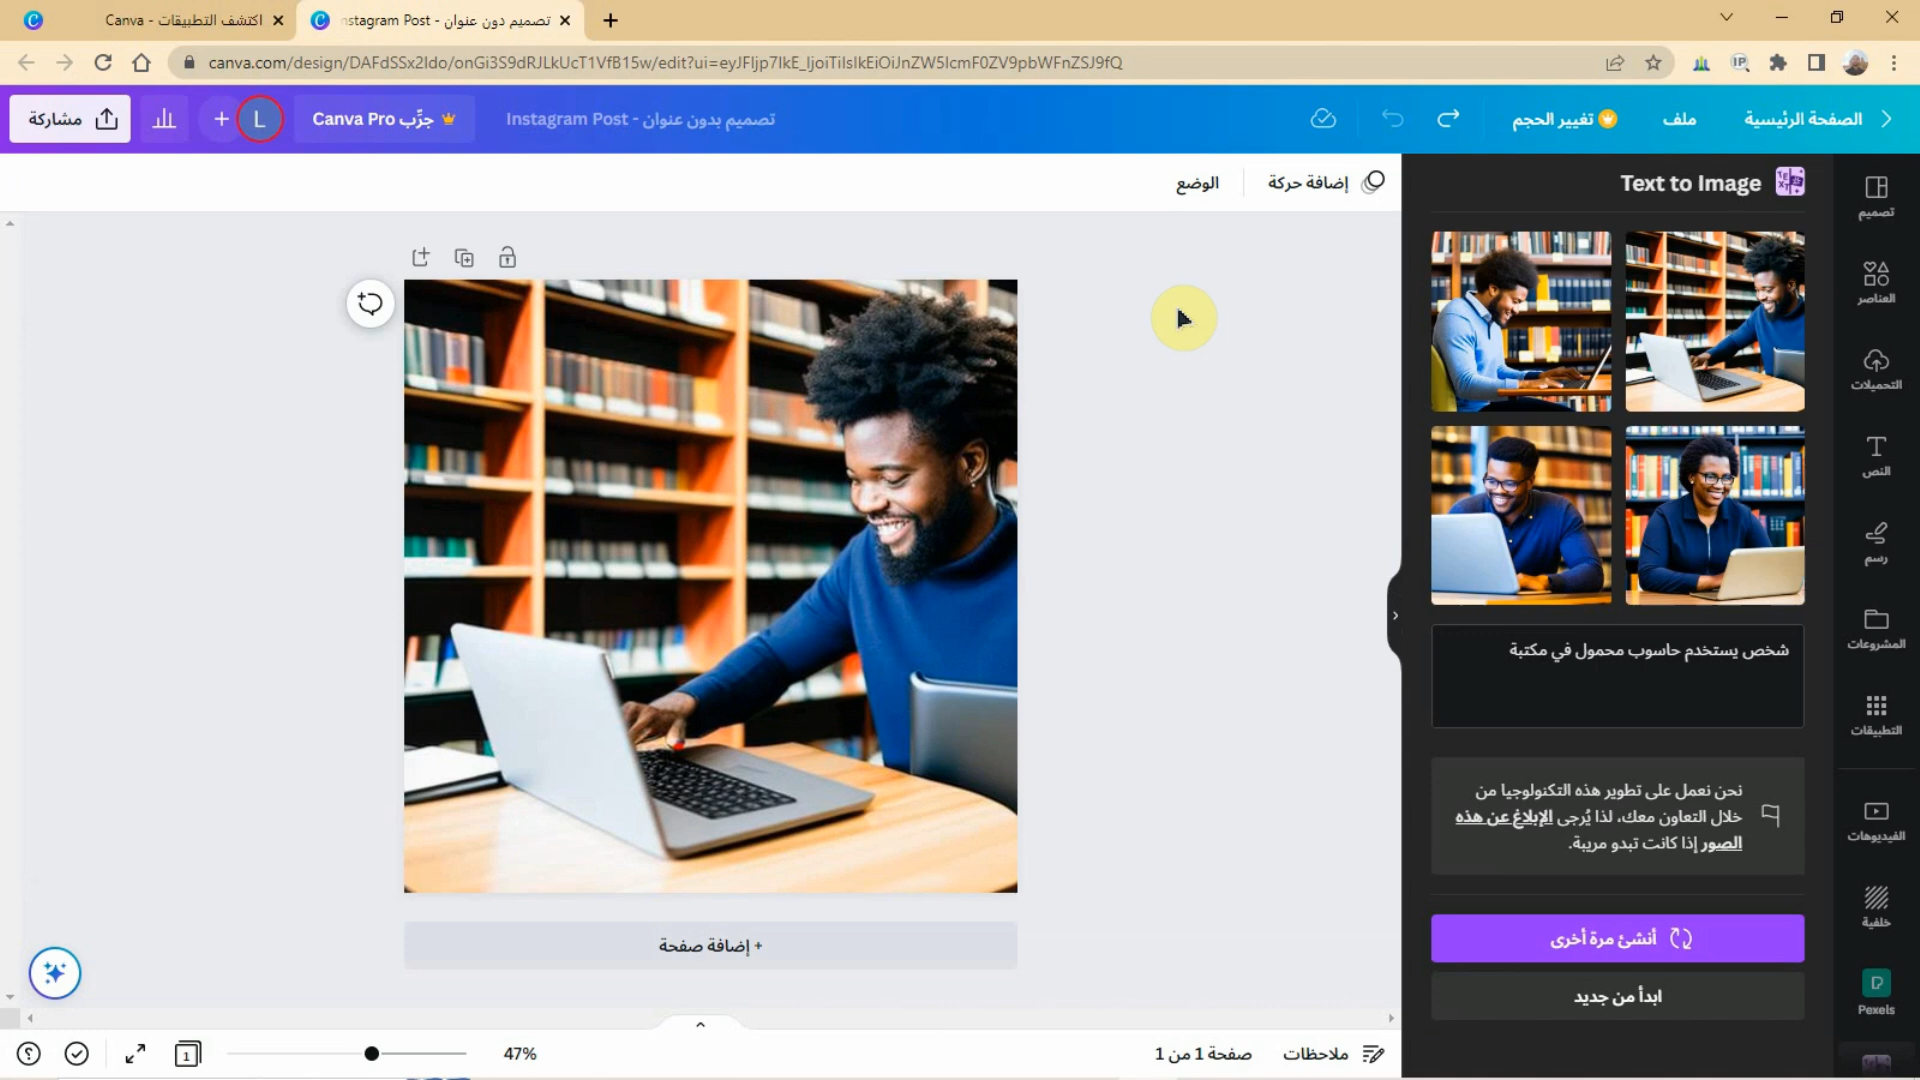 اكتشف التطبيقات - Canva
تصميم دون عنوان - Instagram Post
canva.com/design/DAFdSSx2Ido/onGi3S9dRJLkUcT1VfB15w/edit?ui=eyJFIjp7IkE_IjoiTiIsIkEiOiJnZW5lcmF0ZV9pbWFnZSJ9fQ
IP
الصفحة الرئيسية
ملف
تغيير الحجم
تصميم بدون عنوان - Instagram Post
جرِّب Canva Pro
L
مشاركة
إضافة حركة
الوضع
Text to Image
شخص يستخدم حاسوب محمول في مكتبة
نحن نعمل على تطوير هذه التكنولوجيا من
خلال التعاون معك، لذا يُرجى الإبلاغ عن هذه
الصور إذا كانت تبدو مريبة.
أنشئ مرة أخرى
ابدأ من جديد
تصميم
العناصر
التحميلات
النص
رسم
المشروعات
التطبيقات
الفيديوهات
خلفية
Pexels
+ إضافة صفحة
ملاحظات
صفحة 1 من 1
47%
1